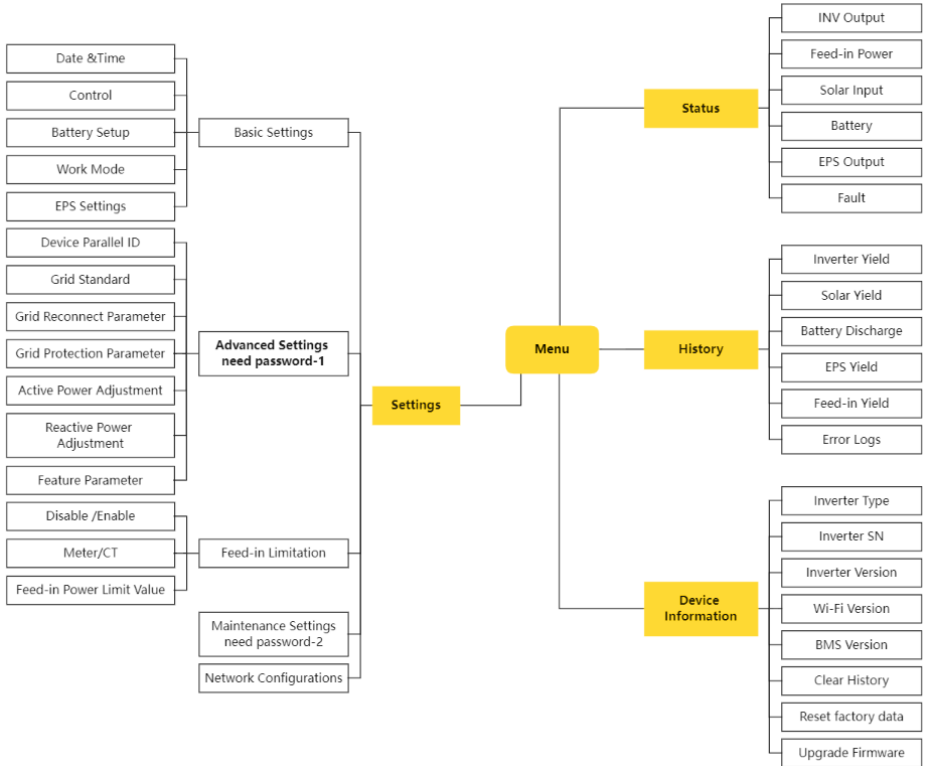 Date &Time
Control
Battery Setup
Work Mode
EPS Settings
Basic Settings
Device Parallel ID
Grid Standard
Grid Reconnect Parameter
Grid Protection Parameter
Active Power Adjustment
Reactive Power
Adjustment
Feature Parameter
Advanced Settings
need password-1
Disable /Enable
Meter/CT
Feed-in Power Limit Value
Feed-in Limitation
Maintenance Settings
need password-2
Network Configurations
Settings
Menu
Status
INV Output
Feed-in Power
Solar Input
Battery
EPS Output
Fault
History
Inverter Yield
Solar Yield
Battery Discharge
EPS Yield
Feed-in Yield
Error Logs
Device
Information
Inverter Type
Inverter SN
Inverter Version
Wi-Fi Version
BMS Version
Clear History
Reset factory data
Upgrade Firmware